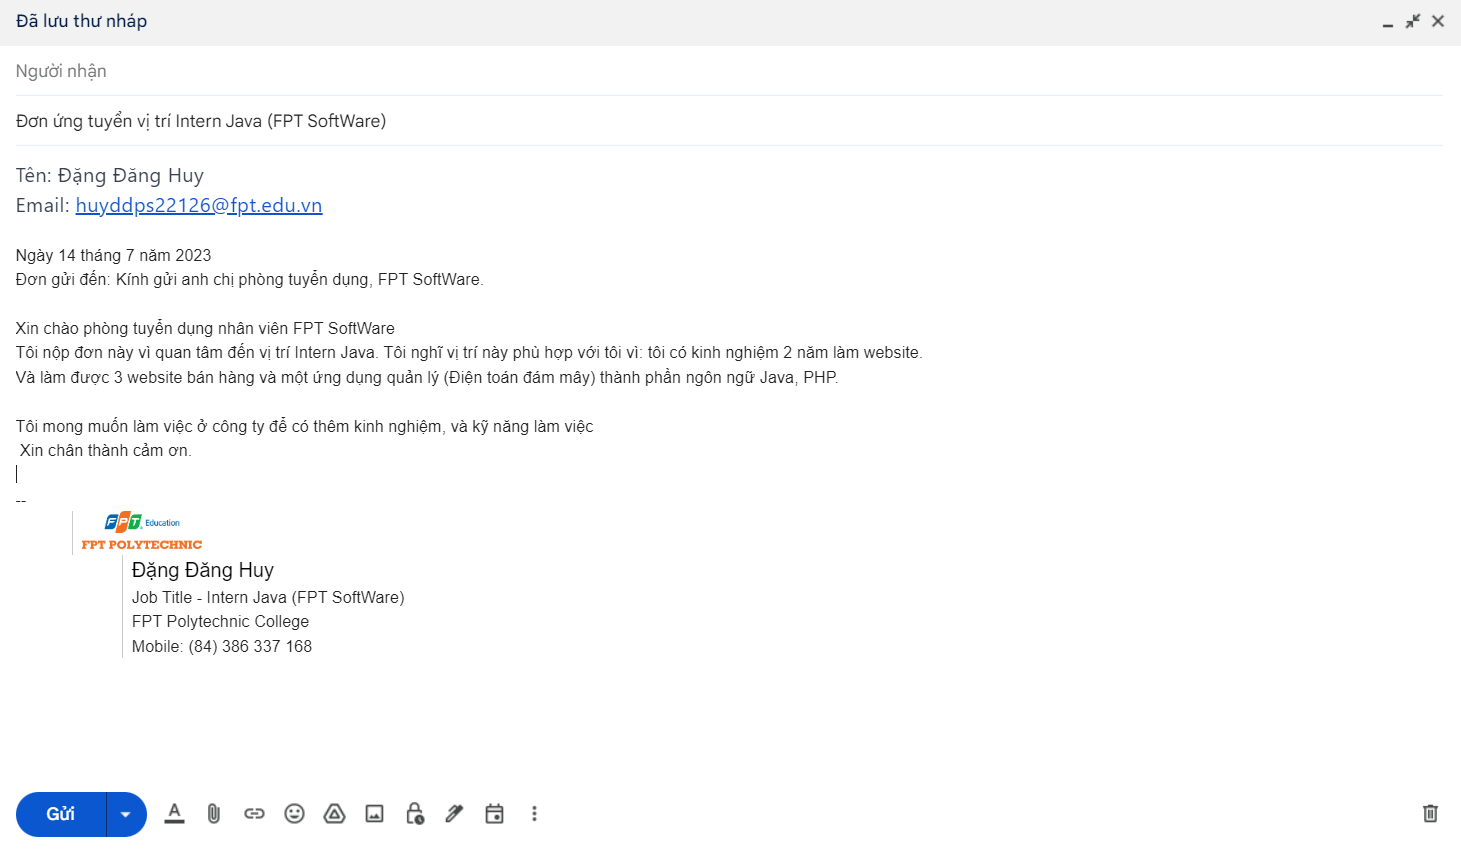 Đã lưu thư nháp
Người nhận
Đơn ứng tuyển vị trí Intern Java (FPT SoftWare)
Tên: Đặng Đăng Huy
Email: huyddps22126@fpt.edu.vn
Ngày 14 tháng 7 năm 2023
Đơn gửi đến: Kính gửi anh chị phòng tuyển dụng, FPT SoftWare.
Xin chào phòng tuyển dụng nhân viên FPT SoftWare
Tôi nộp đơn này vì quan tâm đến vị trí Intern Java. Tôi nghĩ vị trí này phù hợp với tôi vì: tôi có kinh nghiệm 2 năm làm website.
Và làm được 3 website bán hàng và một ứng dụng quản lý (Điện toán đám mây) thành phần ngôn ngữ Java, PHP.
Tôi mong muốn làm việc ở công ty để có thêm kinh nghiệm, và kỹ năng làm việc
Xin chân thành cảm ơn.
--
FPT Education
FPT POLYTECHNIC
Đặng Đăng Huy
Job Title - Intern Java (FPT SoftWare)
FPT Polytechnic College
Mobile: (84) 386 337 168
Gửi